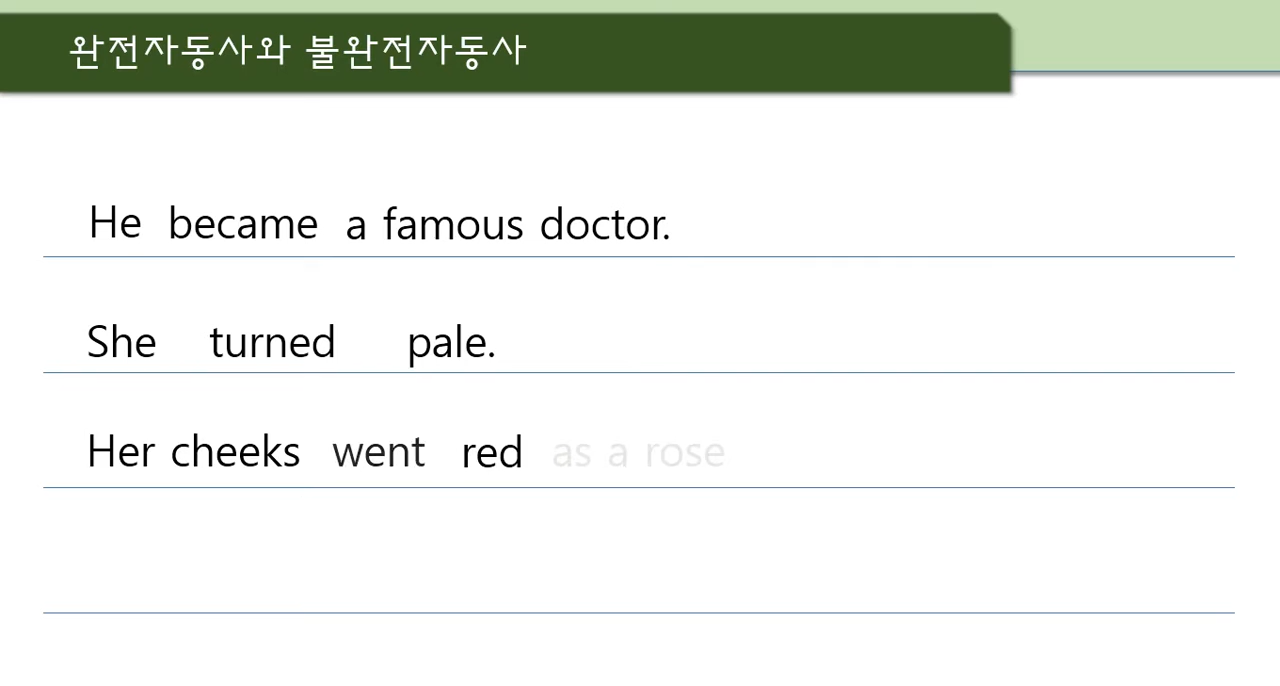 완전자동사와 불완전자동사
He became a famous doctor.
She turned pale.
Her cheeks went red as a rose